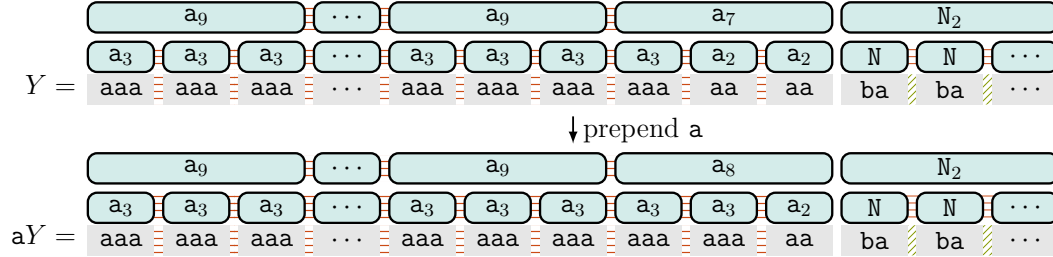 a₉ ··· a₉ a₇ N₂
a₃ a₃ a₃ ··· a₃ a₃ a₃ a₃ a₂ a₂ N N ···
Y = aaa aaa aaa ··· aaa aaa aaa aaa aa aa ba ba ···
↓ prepend a
a₉ ··· a₉ a₈ N₂
a₃ a₃ a₃ ··· a₃ a₃ a₃ a₃ a₃ a₂ N N ···
aY = aaa aaa aaa ··· aaa aaa aaa aaa aaa aa ba ba ···